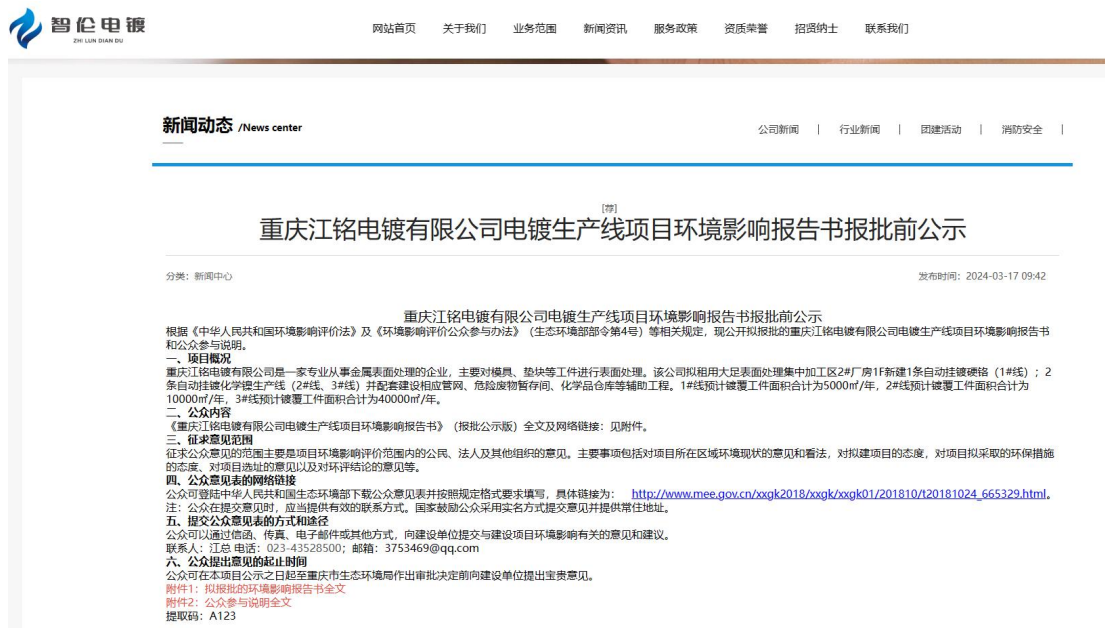 智伦电镀
ZHI LUN DIAN DU
网站首页 关于我们 业务范围 新闻资讯 服务政策 资质荣誉 招贤纳士 联系我们
新闻动态 /News center
公司新闻 | 行业新闻 | 团建活动 | 消防安全 |
[荐]
重庆江铭电镀有限公司电镀生产线项目环境影响报告书报批前公示
分类：新闻中心
发布时间：2024-03-17 09:42
重庆江铭电镀有限公司电镀生产线项目环境影响报告书报批前公示
根据《中华人民共和国环境影响评价法》及《环境影响评价公众参与办法》（生态环境部部令第4号）等相关规定，现公开拟报批的重庆江铭电镀有限公司电镀生产线项目环境影响报告书
和公众参与说明。
一、项目概况
重庆江铭电镀有限公司是一家专业从事金属表面处理的企业，主要对模具、垫块等工件进行表面处理。该公司拟租用大足表面处理集中加工区2#厂房1F新建1条自动挂镀硬铬（1#线）；2
条自动挂镀化学镍生产线（2#线、3#线）并配套建设相应管网、危险废物暂存间、化学品仓库等辅助工程。1#线预计镀覆工件面积合计为5000㎡/年，2#线预计镀覆工件面积合计为
10000㎡/年，3#线预计镀覆工件面积合计为40000㎡/年。
二、公众内容
《重庆江铭电镀有限公司电镀生产线项目环境影响报告书》（报批公示版）全文及网络链接：见附件。
三、征求意见范围
征求公众意见的范围主要是项目环境影响评价范围内的公民、法人及其他组织的意见。主要事项包括对项目所在区域环境现状的意见和看法，对拟建项目的态度，对项目拟采取的环保措施
的态度、对项目选址的意见以及对环评结论的意见等。
四、公众意见表的网络链接
公众可登陆中华人民共和国生态环境部下载公众意见表并按照规定格式要求填写，具体链接为： http://www.mee.gov.cn/xxgk2018/xxgk/xxgk01/201810/t20181024_665329.html。
注：公众在提交意见时，应当提供有效的联系方式。国家鼓励公众采用实名方式提交意见并提供常住地址。
五、提交公众意见表的方式和途径
公众可以通过信函、传真、电子邮件或其他方式，向建设单位提交与建设项目环境影响有关的意见和建议。
联系人：江总 电话：023-43528500；邮箱：3753469@qq.com
六、公众提出意见的起止时间
公众可在本项目公示之日起至重庆市生态环境局作出审批决定前向建设单位提出宝贵意见。
附件1：拟报批的环境影响报告书全文
附件2：公众参与说明全文
提取码：A123